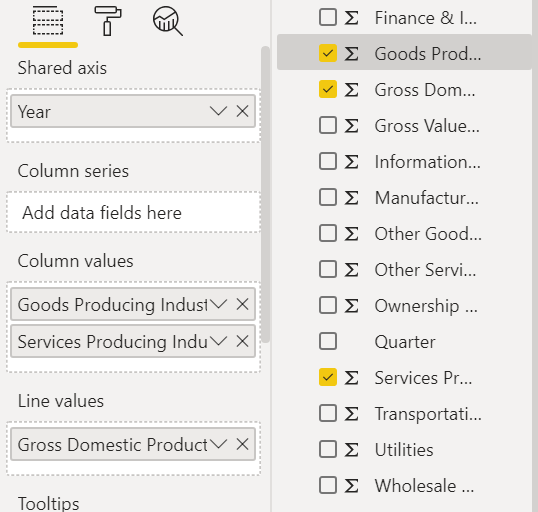 Shared axis
Year
Column series
Add data fields here
Column values
Goods Producing Indust
Services Producing Indu
Line values
Gross Domestic Product
Tooltips
Finance & I...
Goods Prod...
Gross Dom...
Gross Value...
Information...
Manufactur...
Other Good...
Other Servi...
Ownership ...
Quarter
Services Pr...
Transportati...
Utilities
Wholesale ...